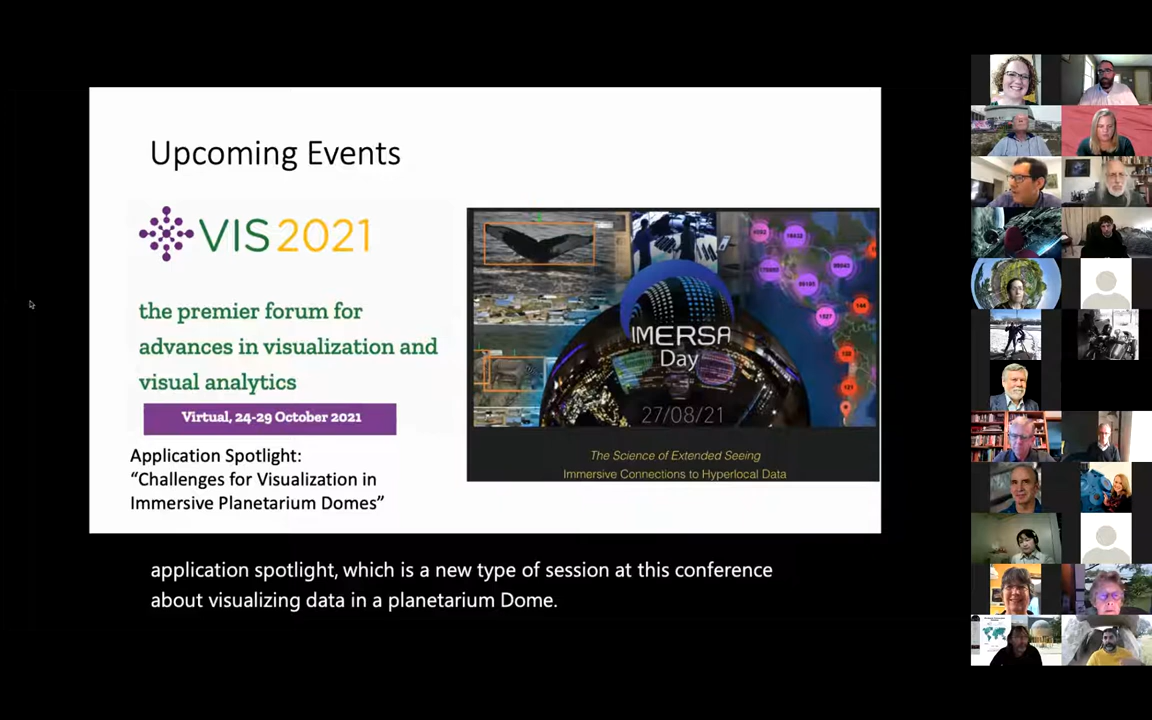 Upcoming Events
VIS2021
the premier forum for
advances in visualization and
visual analytics
Virtual, 24-29 October 2021
Application Spotlight:
“Challenges for Visualization in
Immersive Planetarium Domes”
IMERSA
Day
27/08/21
The Science of Extended Seeing
Immersive Connections to Hyperlocal Data
application spotlight, which is a new type of session at this conference
about visualizing data in a planetarium Dome.